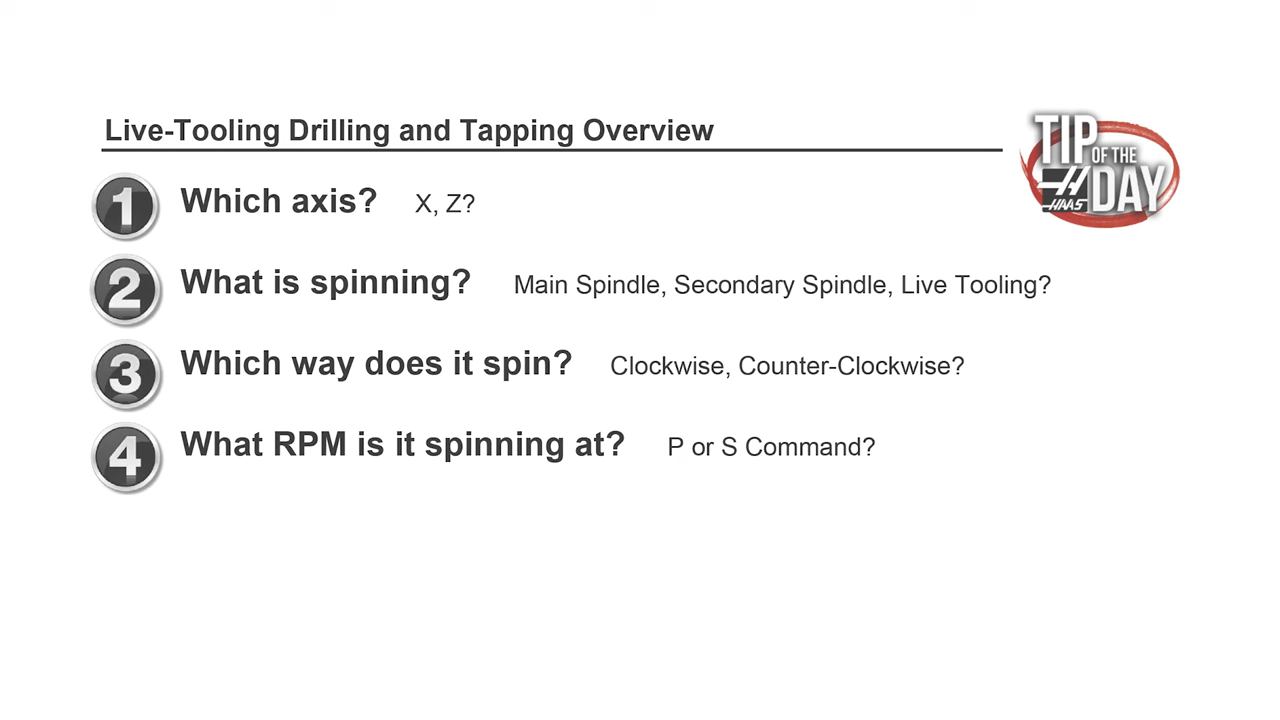 Live-Tooling Drilling and Tapping Overview
TIP
OF THE
HAAS
DAY
1 Which axis? X, Z?
2 What is spinning? Main Spindle, Secondary Spindle, Live Tooling?
3 Which way does it spin? Clockwise, Counter-Clockwise?
4 What RPM is it spinning at? P or S Command?